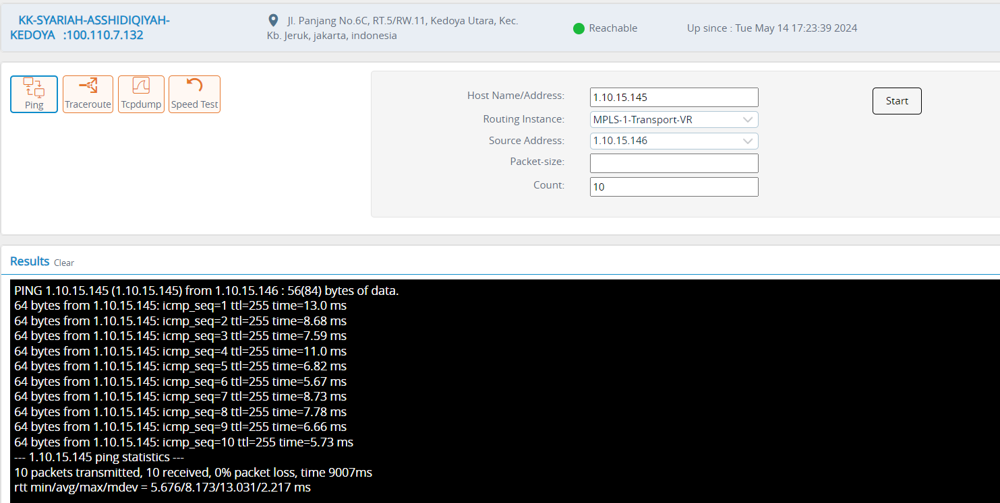 KK-SYARIAH-ASSHIDIQIYAH-
KEDOYA :100.110.7.132
Jl. Panjang No.6C, RT.5/RW.11, Kedoya Utara, Kec.
Kb. Jeruk, jakarta, indonesia
Reachable
Up since : Tue May 14 17:23:39 2024
Ping
Traceroute
Tcpdump
Speed Test
Host Name/Address: 1.10.15.145
Start
Routing Instance: MPLS-1-Transport-VR
Source Address: 1.10.15.146
Packet-size:
Count: 10
Results Clear
PING 1.10.15.145 (1.10.15.145) from 1.10.15.146 : 56(84) bytes of data.
64 bytes from 1.10.15.145: icmp_seq=1 ttl=255 time=13.0 ms
64 bytes from 1.10.15.145: icmp_seq=2 ttl=255 time=8.68 ms
64 bytes from 1.10.15.145: icmp_seq=3 ttl=255 time=7.59 ms
64 bytes from 1.10.15.145: icmp_seq=4 ttl=255 time=11.0 ms
64 bytes from 1.10.15.145: icmp_seq=5 ttl=255 time=6.82 ms
64 bytes from 1.10.15.145: icmp_seq=6 ttl=255 time=5.67 ms
64 bytes from 1.10.15.145: icmp_seq=7 ttl=255 time=8.73 ms
64 bytes from 1.10.15.145: icmp_seq=8 ttl=255 time=7.78 ms
64 bytes from 1.10.15.145: icmp_seq=9 ttl=255 time=6.66 ms
64 bytes from 1.10.15.145: icmp_seq=10 ttl=255 time=5.73 ms
--- 1.10.15.145 ping statistics ---
10 packets transmitted, 10 received, 0% packet loss, time 9007ms
rtt min/avg/max/mdev = 5.676/8.173/13.031/2.217 ms